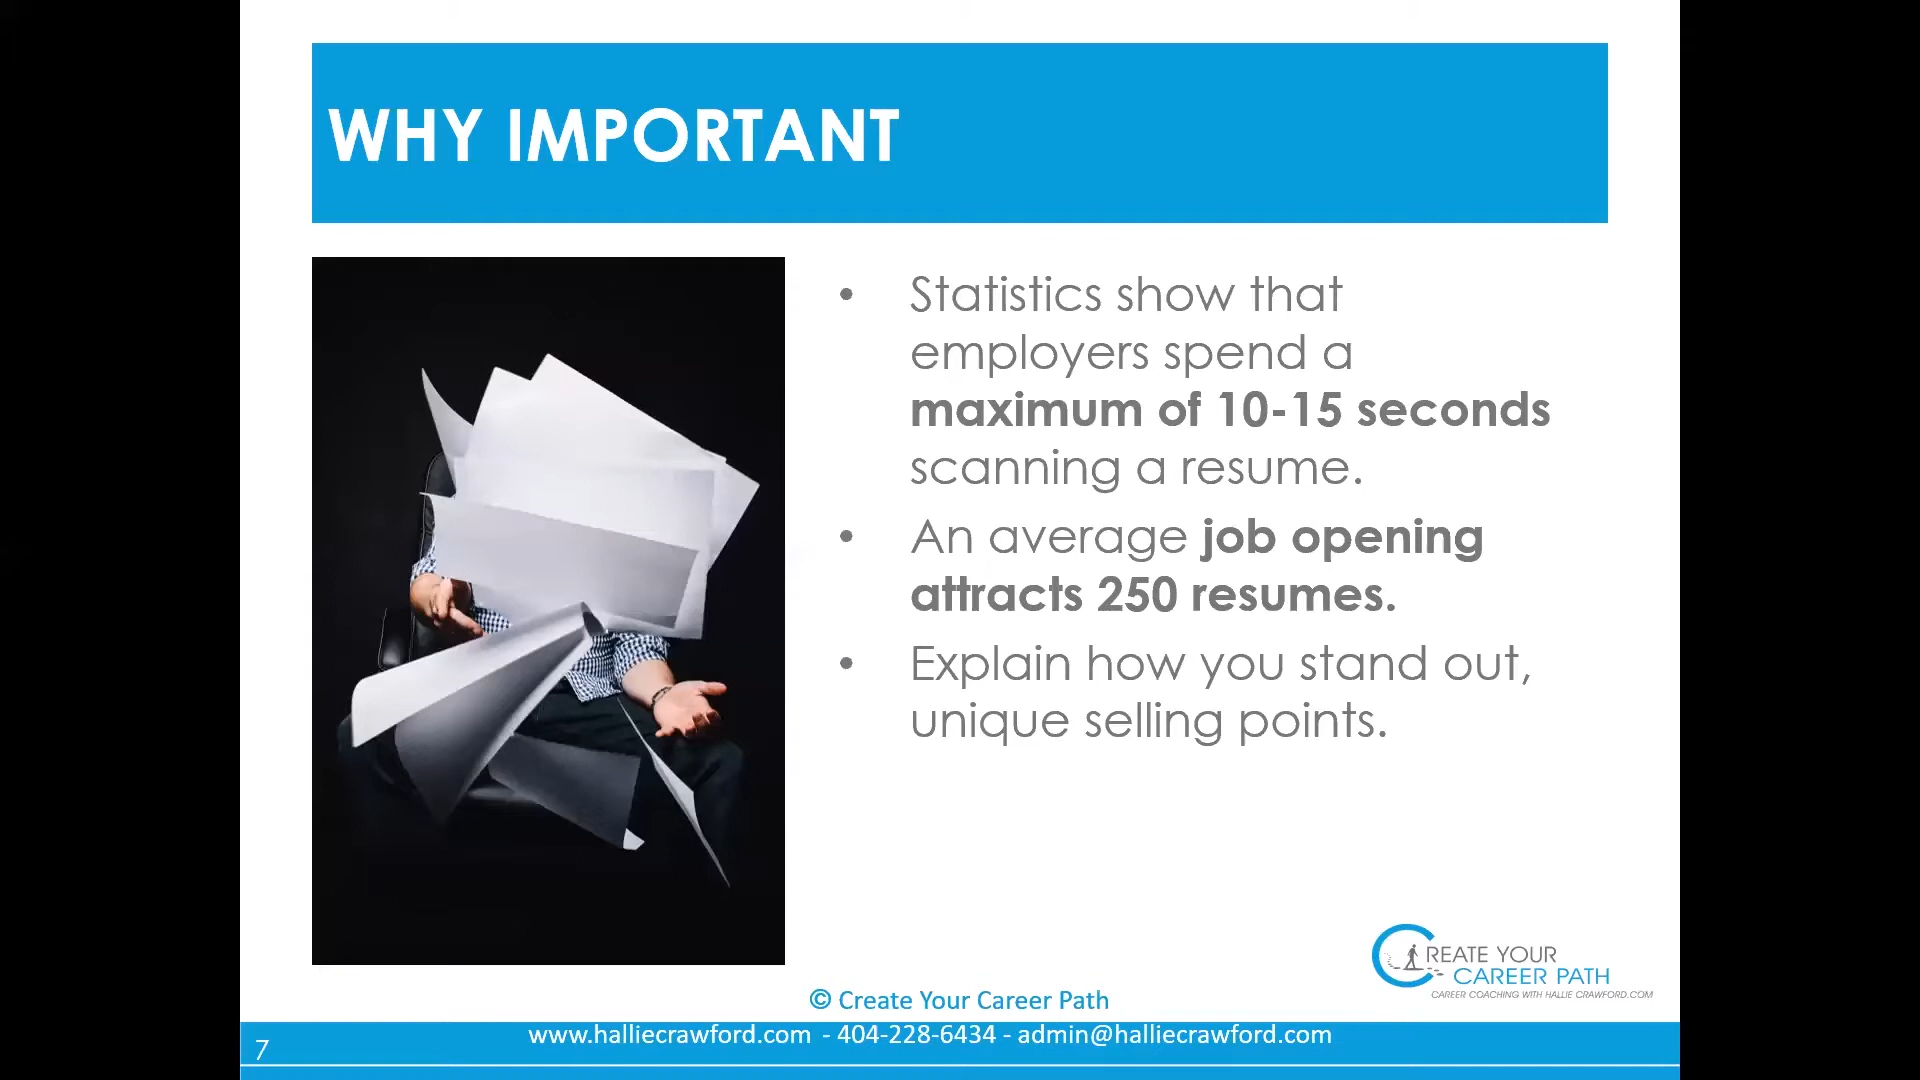 WHY IMPORTANT
• Statistics show that
employers spend a
maximum of 10-15 seconds
scanning a resume.
• An average job opening
attracts 250 resumes.
• Explain how you stand out,
unique selling points.
CREATE YOUR
CAREER PATH
CAREER COACHING WITH HALLIE CRAWFORD.COM
© Create Your Career Path
www.halliecrawford.com - 404-228-6434 - admin@halliecrawford.com
7